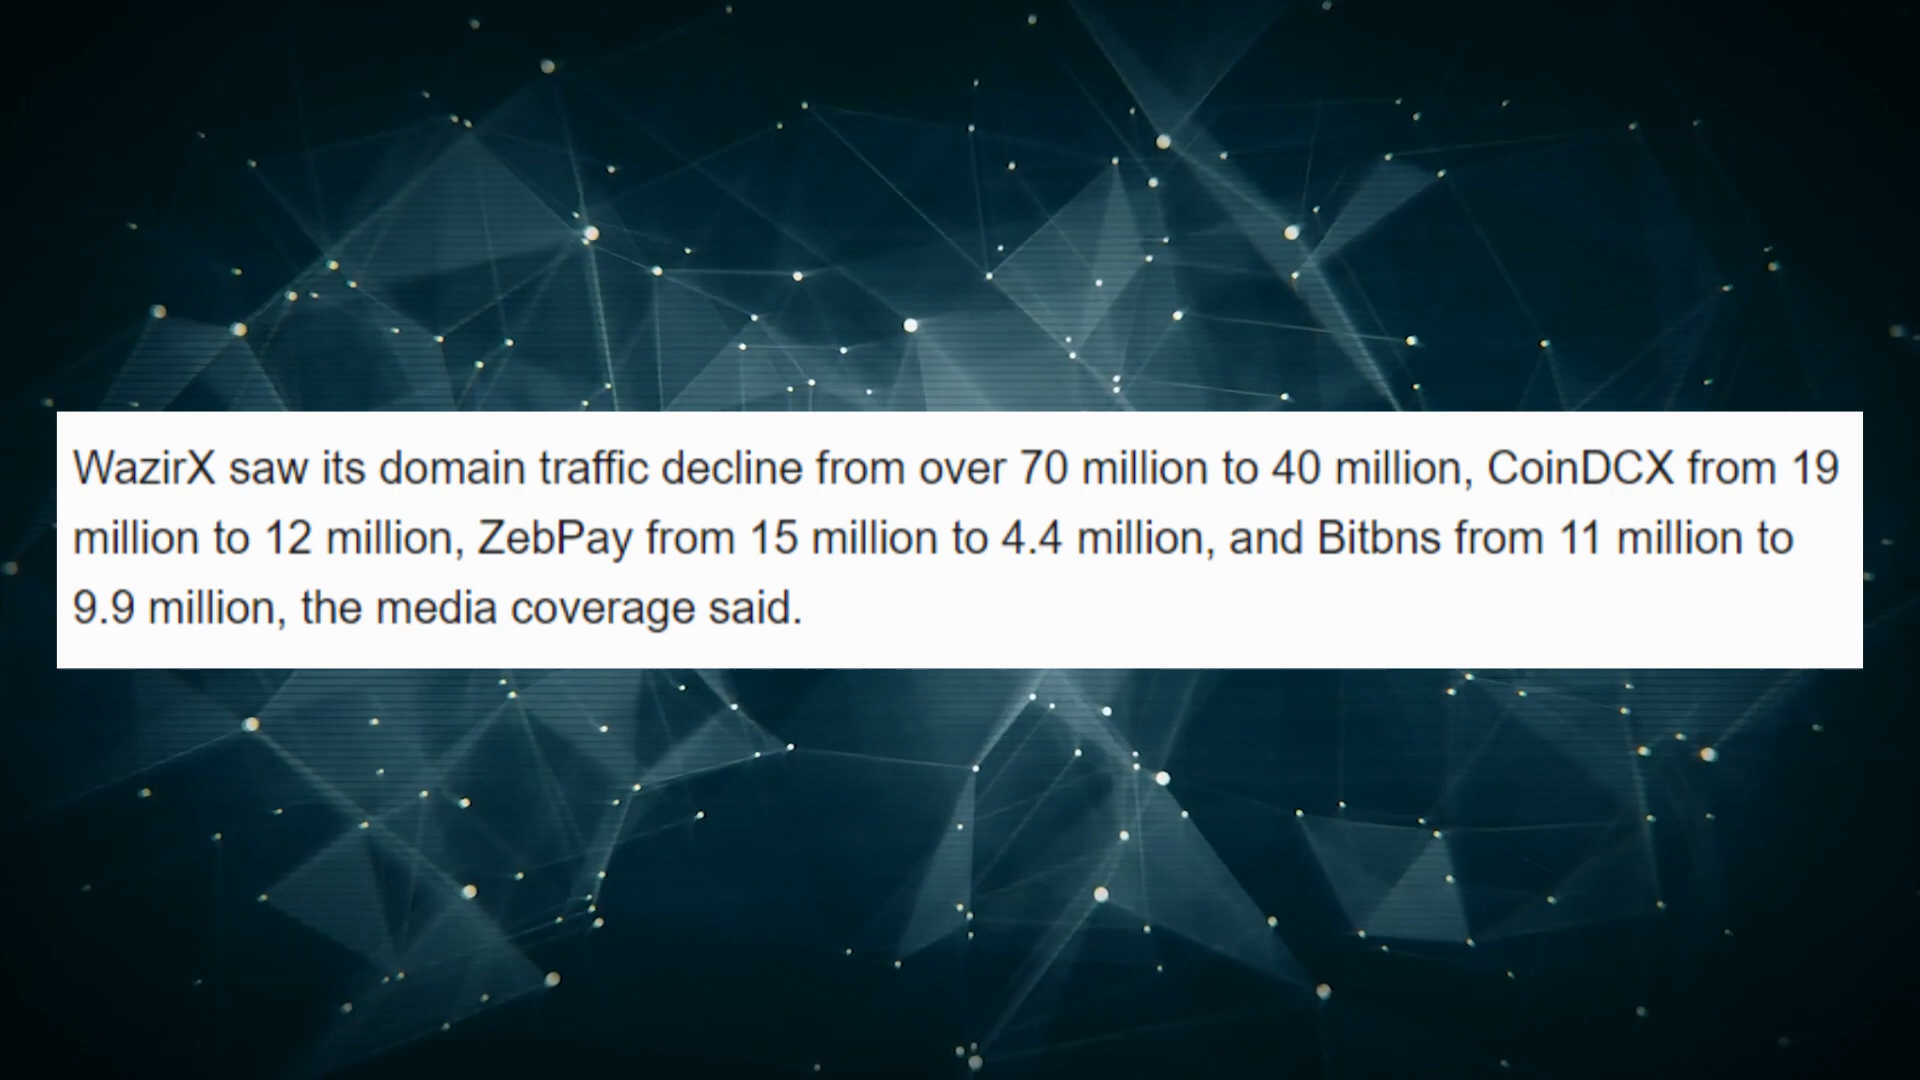 WazirX saw its domain traffic decline from over 70 million to 40 million, CoinDCX from 19
million to 12 million, ZebPay from 15 million to 4.4 million, and Bitbns from 11 million to
9.9 million, the media coverage said.